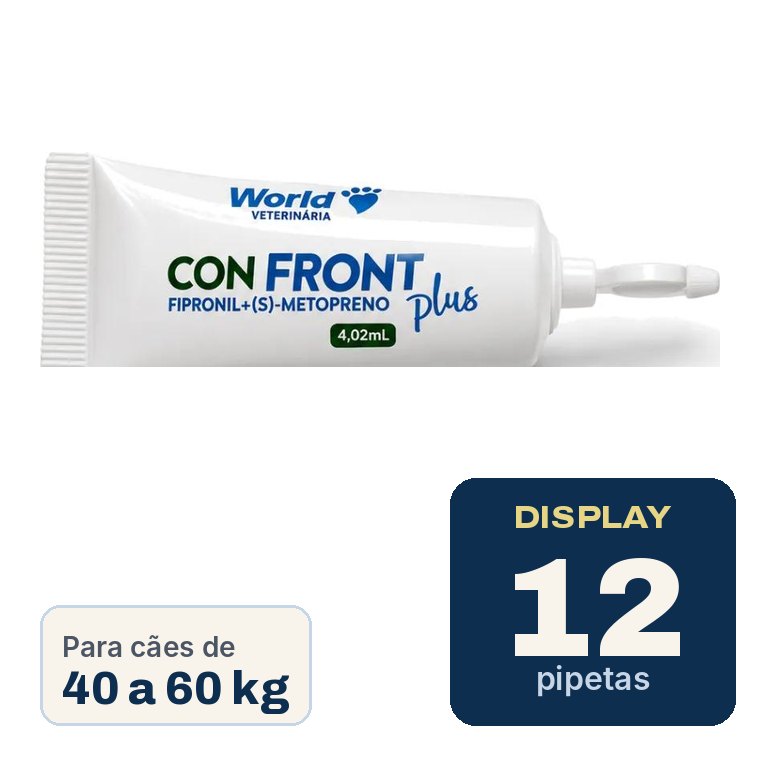 World
VETERINÁRIA
CON FRONT
FIPRONIL+(S)-METOPRENO plus
4,02mL
DISPLAY
12
pipetas
Para cães de
40 a 60 kg